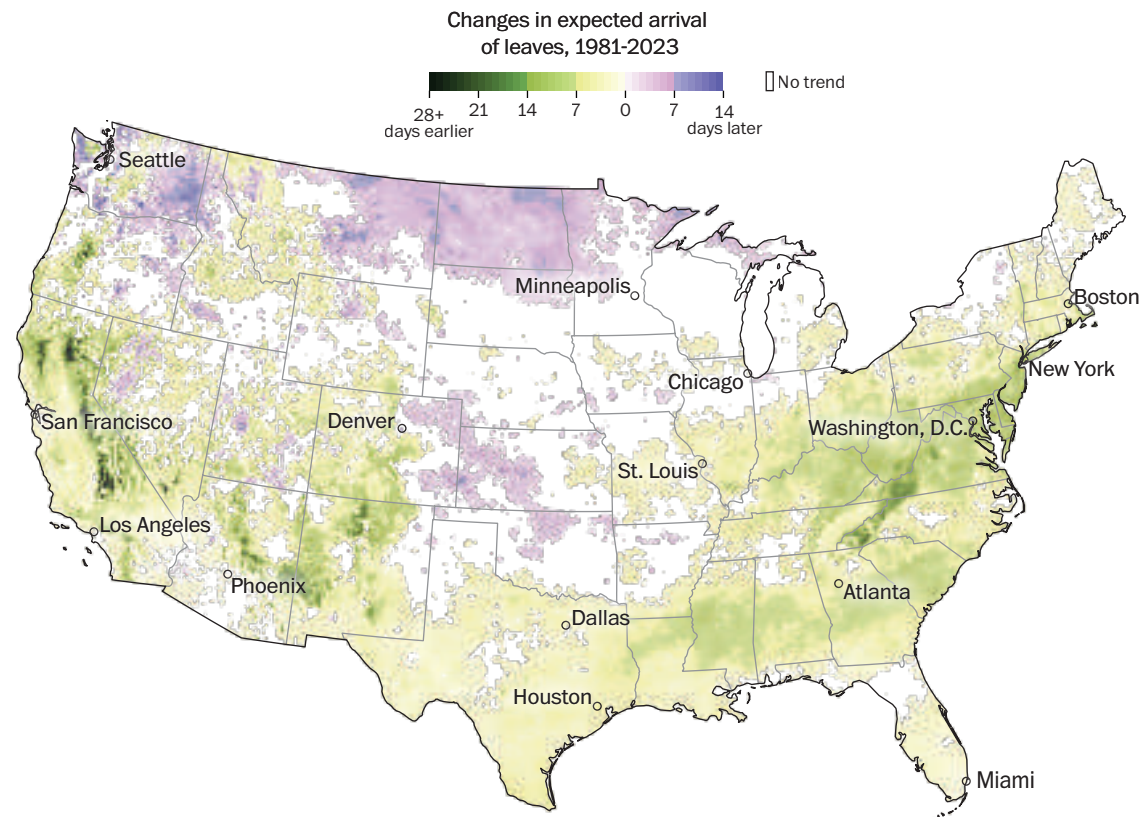 Changes in expected arrival
of leaves, 1981-2023
28+ 21 14 7 0 7 14
days earlier
days later
No trend
Seattle
Minneapolis
Boston
New York
Chicago
San Francisco
Denver
Washington, D.C.
St. Louis
Los Angeles
Phoenix
Atlanta
Dallas
Houston
Miami